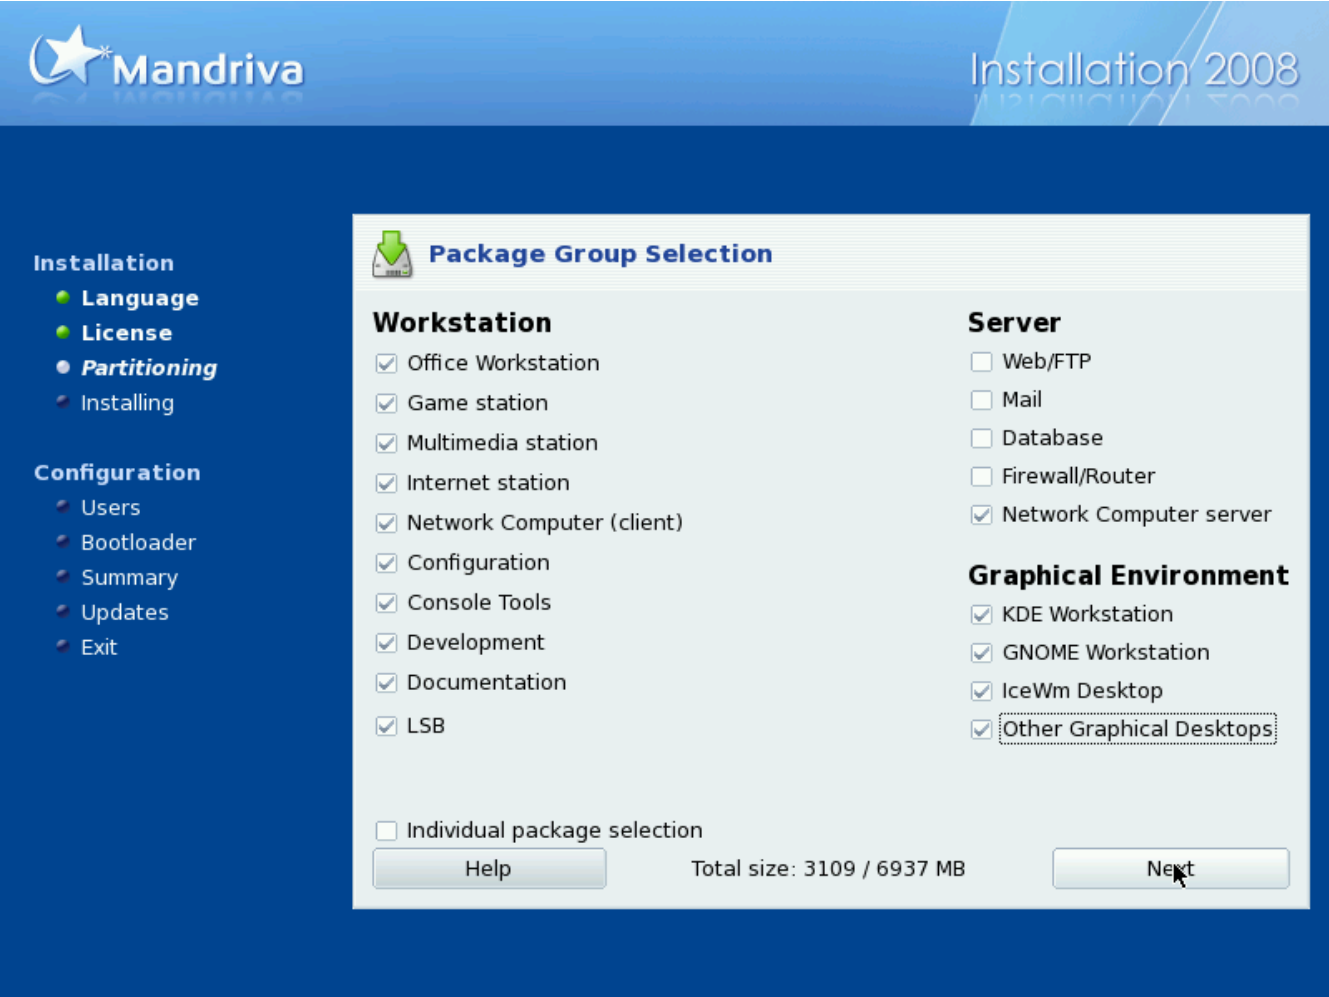 Mandriva
Installation 2008
Installation
Language
License
Partitioning
Installing
Configuration
Users
Bootloader
Summary
Updates
Exit
Package Group Selection
Workstation
Office Workstation
Game station
Multimedia station
Internet station
Network Computer (client)
Configuration
Console Tools
Development
Documentation
LSB
Server
Web/FTP
Mail
Database
Firewall/Router
Network Computer server
Graphical Environment
KDE Workstation
GNOME Workstation
IceWm Desktop
Other Graphical Desktops
Individual package selection
Help
Total size: 3109 / 6937 MB
Next